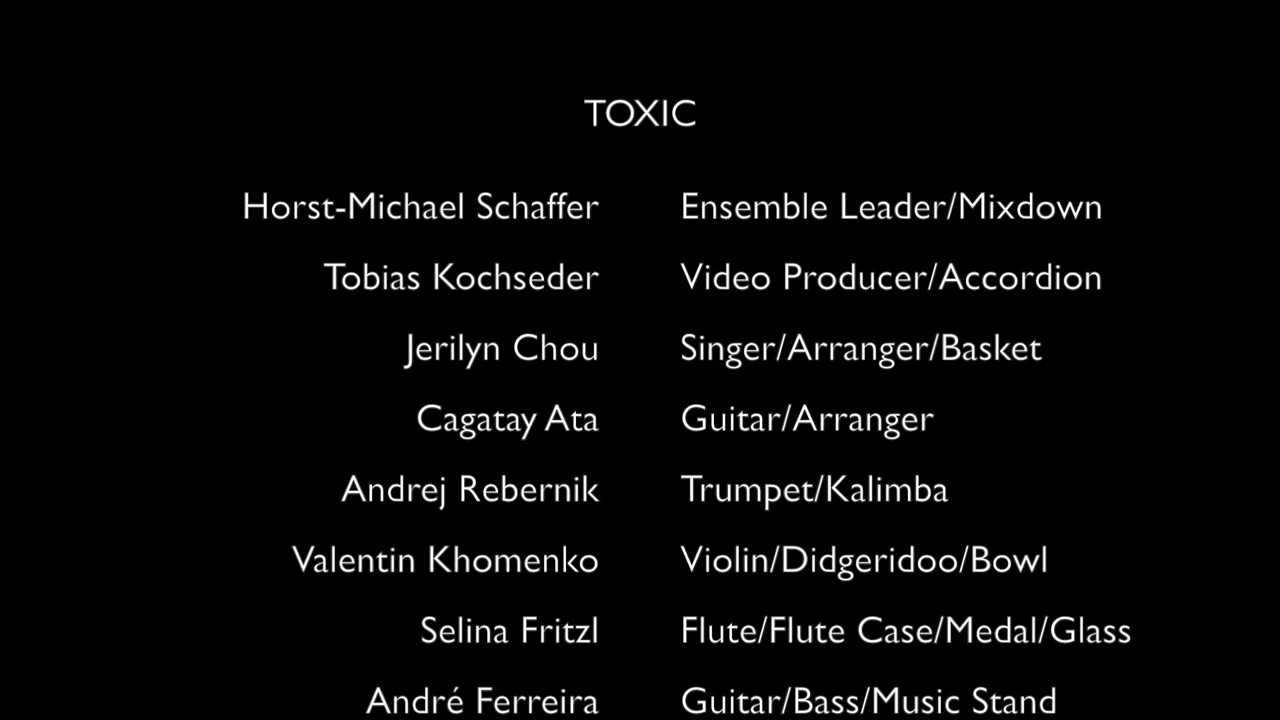 TOXIC
Horst-Michael Schaffer Ensemble Leader/Mixdown
Tobias Kochseder Video Producer/Accordion
Jerilyn Chou Singer/Arranger/Basket
Cagatay Ata Guitar/Arranger
Andrej Rebernik Trumpet/Kalimba
Valentin Khomenko Violin/Didgeridoo/Bowl
Selina Fritzl Flute/Flute Case/Medal/Glass
André Ferreira Guitar/Bass/Music Stand